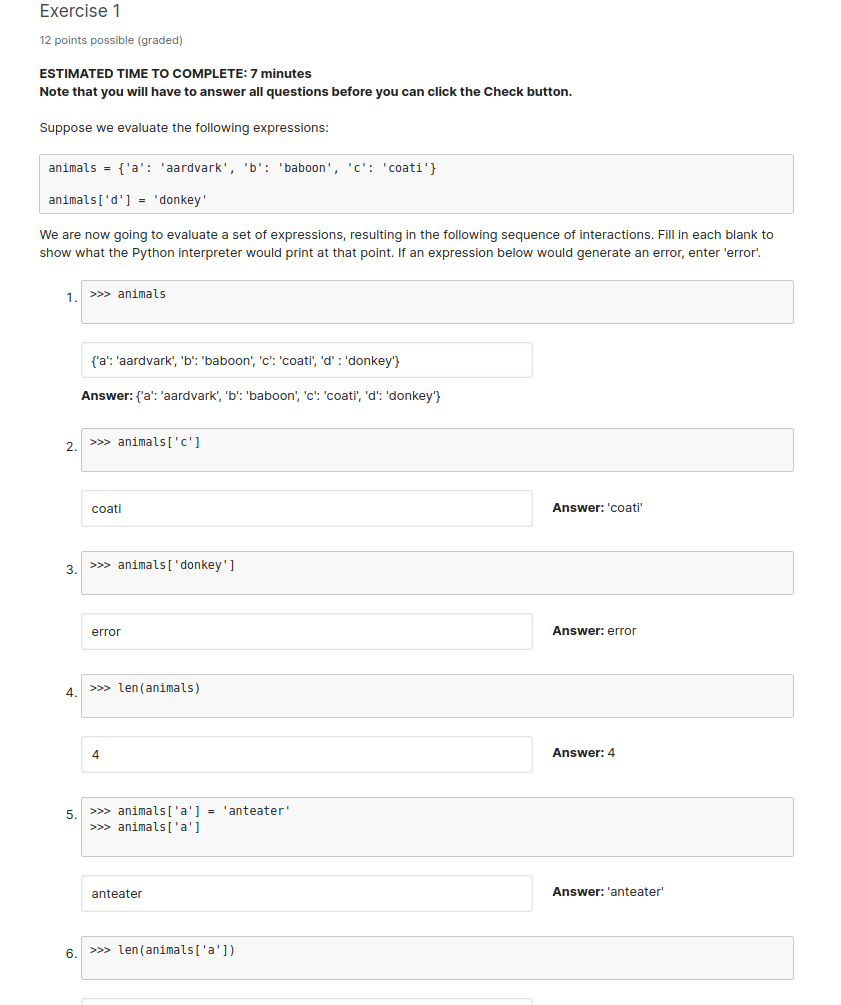 Exercise 1
12 points possible (graded)
ESTIMATED TIME TO COMPLETE: 7 minutes
Note that you will have to answer all questions before you can click the Check button.
Suppose we evaluate the following expressions:
animals = {'a': 'aardvark', 'b': 'baboon', 'c': 'coati'}
animals['d'] = 'donkey'
We are now going to evaluate a set of expressions, resulting in the following sequence of interactions. Fill in each blank to
show what the Python interpreter would print at that point. If an expression below would generate an error, enter 'error'.
1. >>> animals
{'a': 'aardvark', 'b': 'baboon', 'c': 'coati', 'd' : 'donkey'}
Answer: {'a': 'aardvark', 'b': 'baboon', 'c': 'coati', 'd': 'donkey'}
2. >>> animals['c']
coati Answer: 'coati'
3. >>> animals['donkey']
error Answer: error
4. >>> len(animals)
4 Answer: 4
5. >>> animals['a'] = 'anteater'
>>> animals['a']
anteater Answer: 'anteater'
6. >>> len(animals['a'])